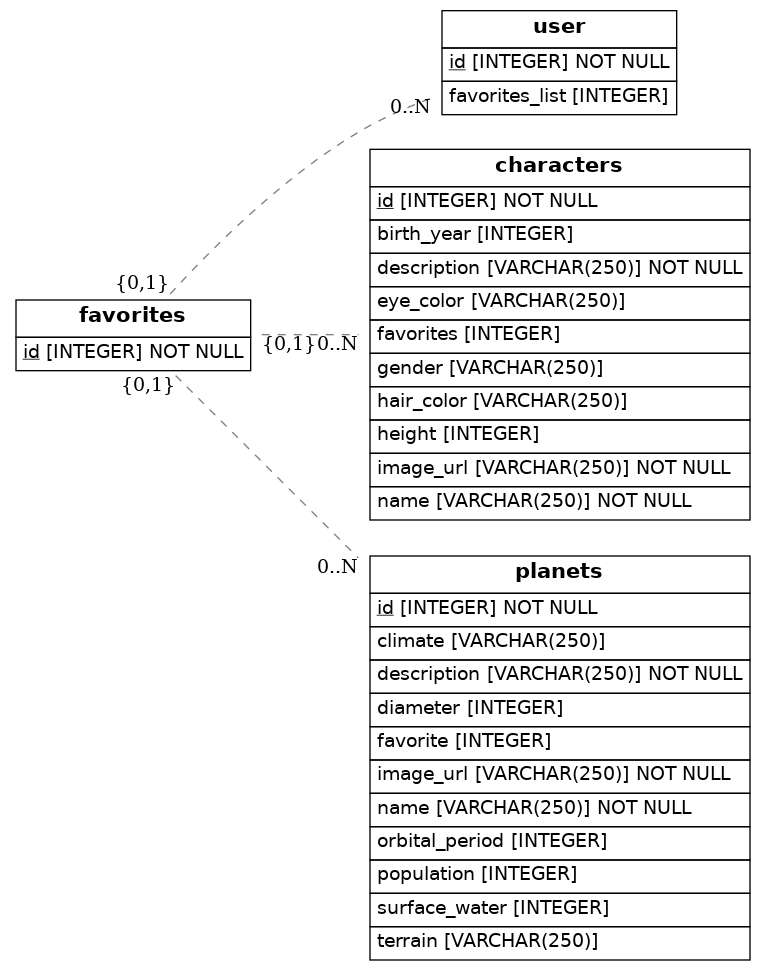 user
id [INTEGER] NOT NULL
favorites_list [INTEGER]
0..N
characters
id [INTEGER] NOT NULL
birth_year [INTEGER]
description [VARCHAR(250)] NOT NULL
eye_color [VARCHAR(250)]
favorites [INTEGER]
gender [VARCHAR(250)]
hair_color [VARCHAR(250)]
height [INTEGER]
image_url [VARCHAR(250)] NOT NULL
name [VARCHAR(250)] NOT NULL
{0,1}
favorites
id [INTEGER] NOT NULL
{0,1}0..N
{0,1}
0..N
planets
id [INTEGER] NOT NULL
climate [VARCHAR(250)]
description [VARCHAR(250)] NOT NULL
diameter [INTEGER]
favorite [INTEGER]
image_url [VARCHAR(250)] NOT NULL
name [VARCHAR(250)] NOT NULL
orbital_period [INTEGER]
population [INTEGER]
surface_water [INTEGER]
terrain [VARCHAR(250)]